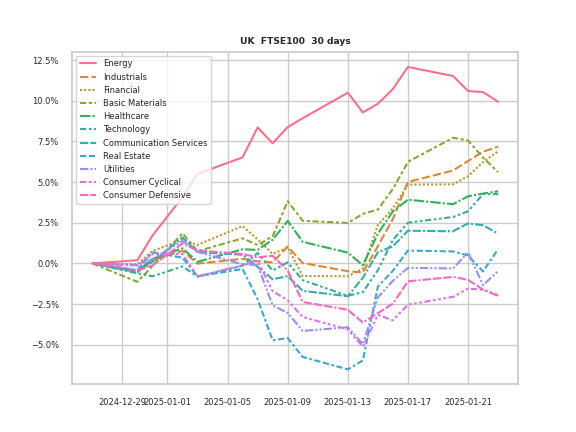 UK  FTSE100  30 days
12.5%
10.0%
7.5%
5.0%
2.5%
0.0%
−2.5%
−5.0%
Energy
Industrials
Financial
Basic Materials
Healthcare
Technology
Communication Services
Real Estate
Utilities
Consumer Cyclical
Consumer Defensive
2024-12-29 2025-01-01 2025-01-05 2025-01-09 2025-01-13 2025-01-17 2025-01-21